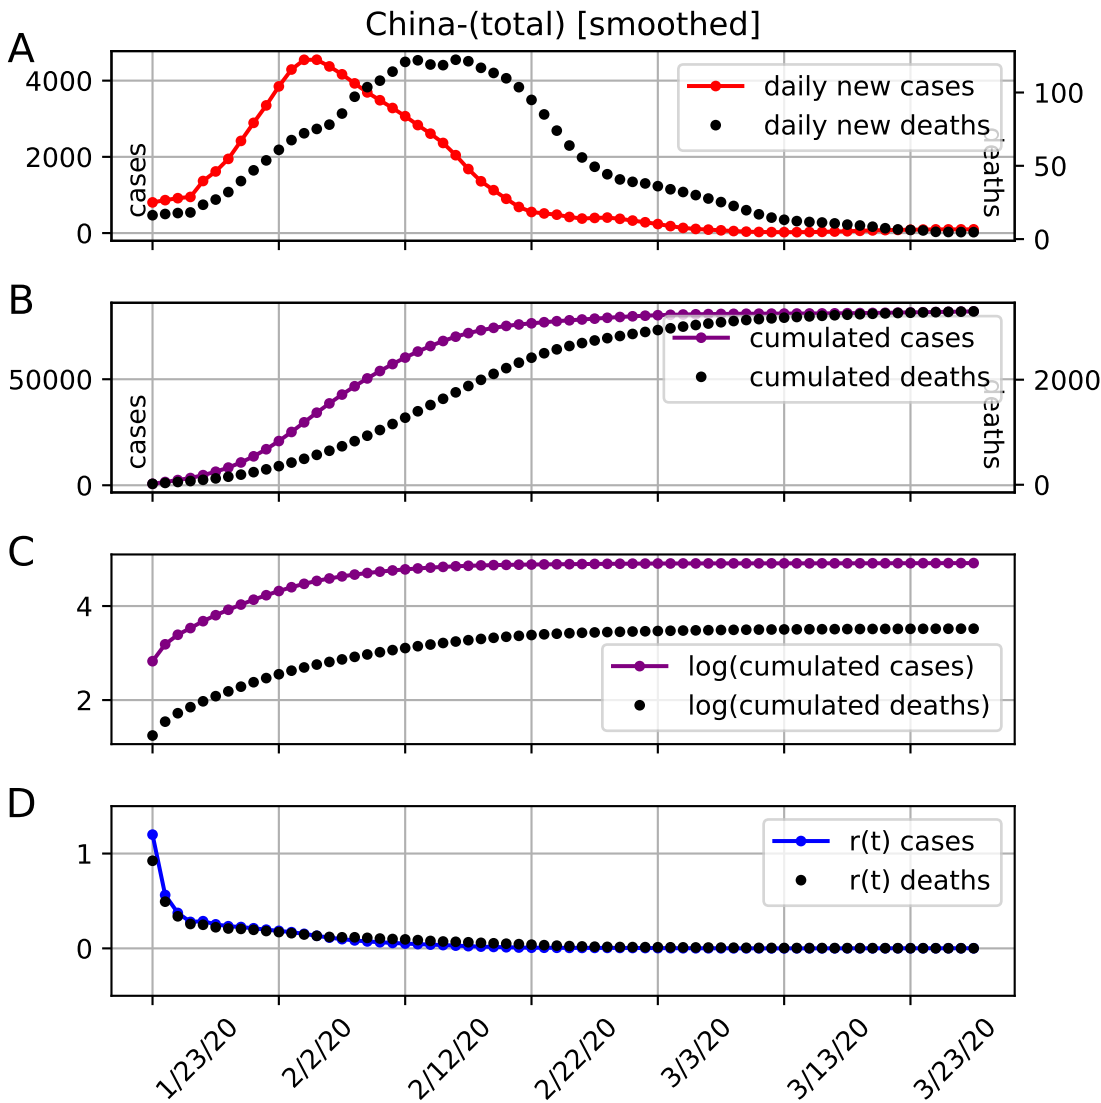 China-(total) [smoothed]
A
4000
2000
0
cases
daily new cases
daily new deaths
100
50
0
deaths
B
50000
0
cases
cumulated cases
cumulated deaths
2000
0
deaths
C
4
2
log(cumulated cases)
log(cumulated deaths)
D
1
0
r(t) cases
r(t) deaths
1/23/20
2/2/20
2/12/20
2/22/20
3/3/20
3/13/20
3/23/20